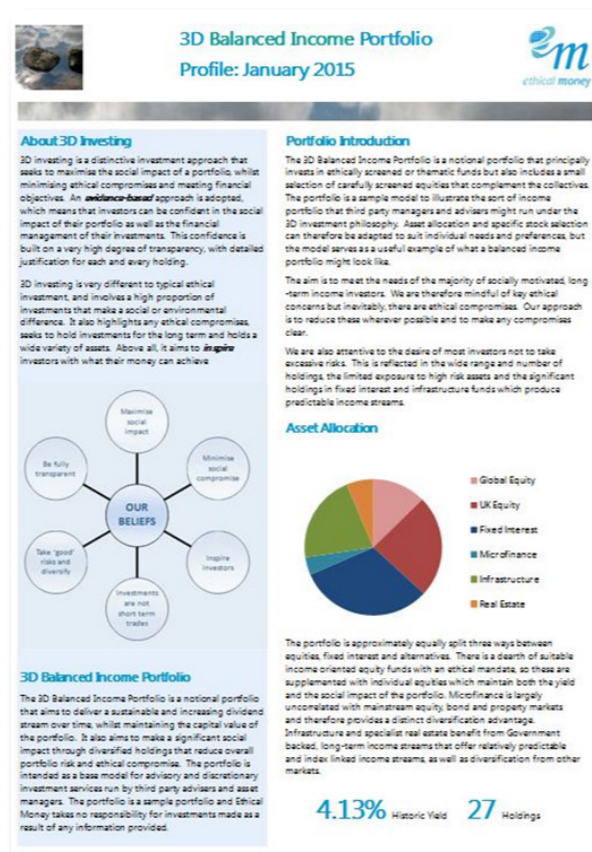 3D Balanced Income Portfolio
Profile: January 2015
2m
ethical money
About 3D Investing
3D investing is a distinctive investment approach that
seeks to maximise the social impact of a portfolio, whilst
minimising ethical compromises and meeting financial
objectives. An evidence-based approach is adopted,
which means that investors can be confident in the social
impact of their portfolio as well as the financial
management of their investments. This confidence is
built on a very high degree of transparency, with detailed
justification for each and every holding.
3D investing is very different to typical ethical
investment, and involves a high proportion of
investments that make a social or environmental
difference. It also highlights any ethical compromises,
seeks to hold investments for the long term and holds a
wide variety of assets. Above all, it aims to inspire
investors with what their money can achieve
Maximise
social
impact
Be fully
transparent
Minimise
social
compromise
OUR
BELIEFS
Take 'good'
risks and
diversify
Inspire
investors
Investments
are not
short term
trades
3D Balanced Income Portfolio
The 3D Balanced Income Portfolio is a notional portfolio
that aims to deliver a sustainable and increasing dividend
stream over time, whilst maintaining the capital value of
the portfolio. It also aims to make a significant social
impact through diversified holdings that reduce overall
portfolio risk and ethical compromise. The portfolio is
intended as a base model for advisory and discretionary
investment services run by third party advisers and asset
managers. The portfolio is a sample portfolio and Ethical
Money takes no responsibility for investments made as a
result of any information provided.
Portfolio Introduction
The 3D Balanced Income Portfolio is a notional portfolio that principally
invests in ethically screened or thematic funds but also includes a small
selection of carefully screened equities that complement the collectives.
The portfolio is a sample model to illustrate the sort of income
portfolio that third party managers and advisers might run under the
3D investment philosophy. Asset allocation and specific stock selection
can therefore be adapted to suit individual needs and preferences, but
the model serves as a useful example of what a balanced income
portfolio might look like.
The aim is to meet the needs of the majority of socially motivated, long
-term income investors. We are therefore mindful of key ethical
concerns but inevitably, there are ethical compromises. Our approach
is to reduce these wherever possible and to make any compromises
clear.
We are also attentive to the desire of most investors not to take
excessive risks. This is reflected in the wide range and number of
holdings, the limited exposure to high risk assets and the significant
holdings in fixed interest and infrastructure funds which produce
predictable income streams.
Asset Allocation
Global Equity
UK Equity
Fixed Interest
Microfinance
Infrastructure
Real Estate
The portfolio is approximately equally split three ways between
equities, fixed interest and alternatives. There is a dearth of suitable
income oriented equity funds with an ethical mandate, so these are
supplemented with individual equities which maintain both the yield
and the social impact of the portfolio. Microfinance is largely
uncorrelated with mainstream equity, bond and property markets
and therefore provides a distinct diversification advantage.
Infrastructure and specialist real estate benefit from Government
backed, long-term income streams that offer relatively predictable
and index linked income streams, as well as diversification from other
markets.
4.13% Historic Yield 27 Holdings